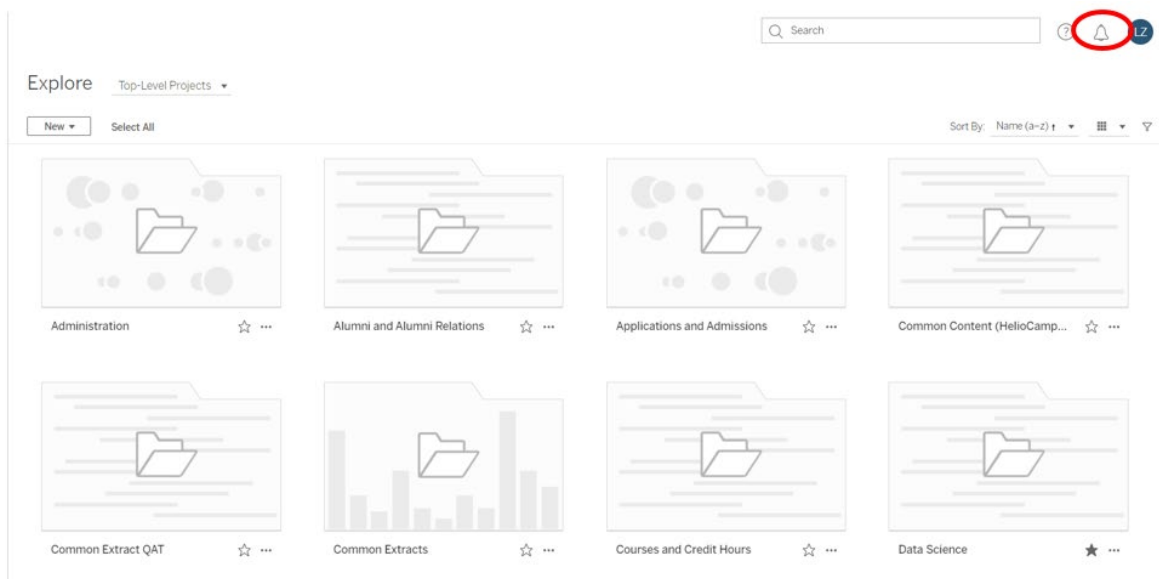 Search
?
LZ
Explore Top-Level Projects
New Select All Sort By: Name (a–z)
Administration Alumni and Alumni Relations Applications and Admissions Common Content (HelioCamp...
Common Extract QAT Common Extracts Courses and Credit Hours Data Science